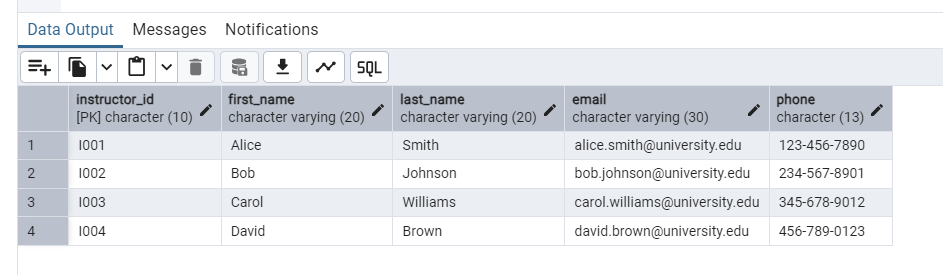 Data Output Messages Notifications
SQL
instructor_id first_name last_name email phone
[PK] character (10) character varying (20) character varying (20) character varying (30) character (13)
1 I001 Alice Smith alice.smith@university.edu 123-456-7890
2 I002 Bob Johnson bob.johnson@university.edu 234-567-8901
3 I003 Carol Williams carol.williams@university.edu 345-678-9012
4 I004 David Brown david.brown@university.edu 456-789-0123